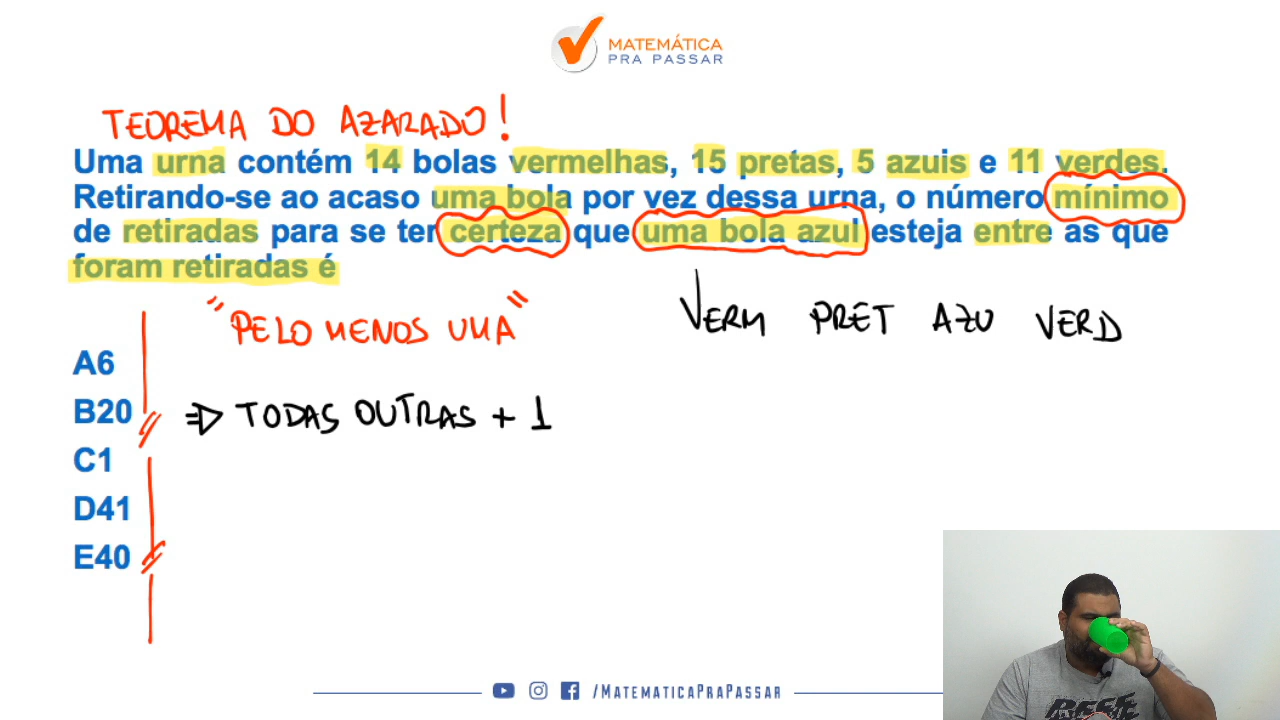 MATEMÁTICA
PRA PASSAR
TEOREMA DO AZARADO!
Uma urna contém 14 bolas vermelhas, 15 pretas, 5 azuis e 11 verdes.
Retirando-se ao acaso uma bola por vez dessa urna, o número mínimo
de retiradas para se ter certeza que uma bola azul esteja entre as que
foram retiradas é
"PELO MENOS UMA"
VERM PRET AZU VERD
A6
B20
⇒ TODAS OUTRAS + 1
C1
D41
E40
/MATEMATICAPRAPASSAR